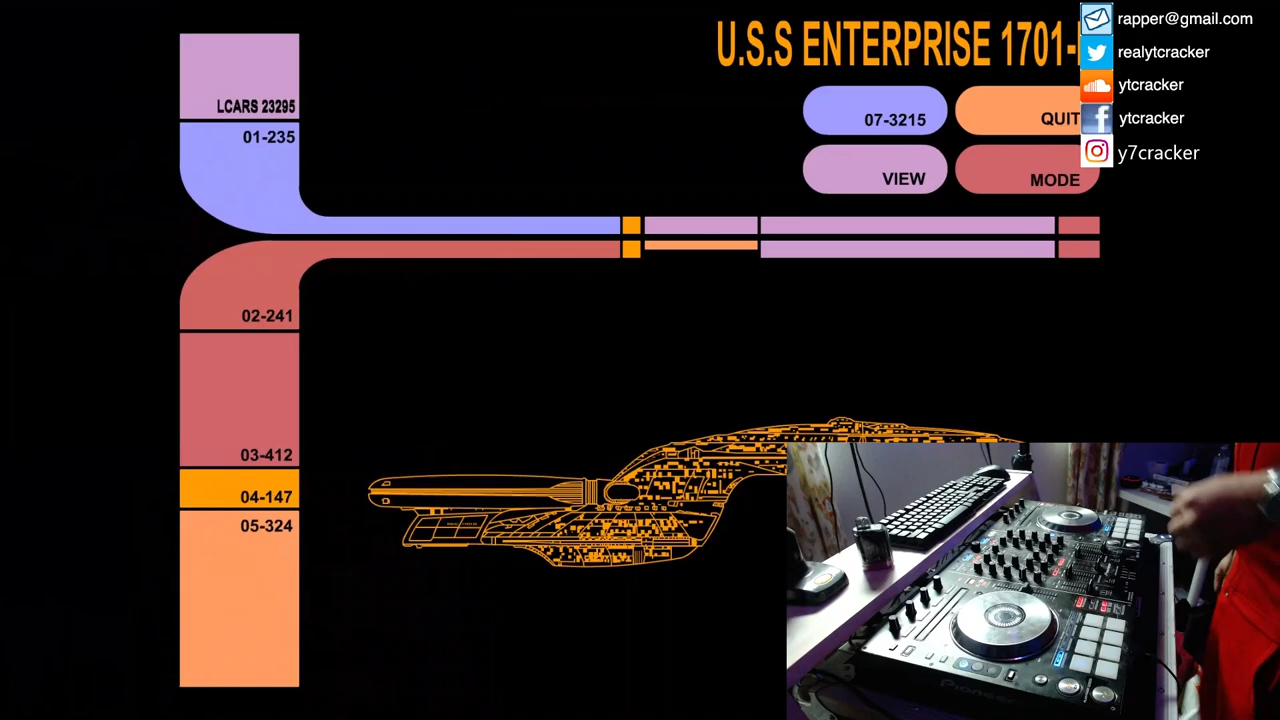 U.S.S ENTERPRISE 1701-
rapper@gmail.com
realytcracker
ytcracker
ytcracker
y7cracker
LCARS 23295
01-235
07-3215
QUIT
VIEW
MODE
02-241
03-412
04-147
05-324
Pioneer